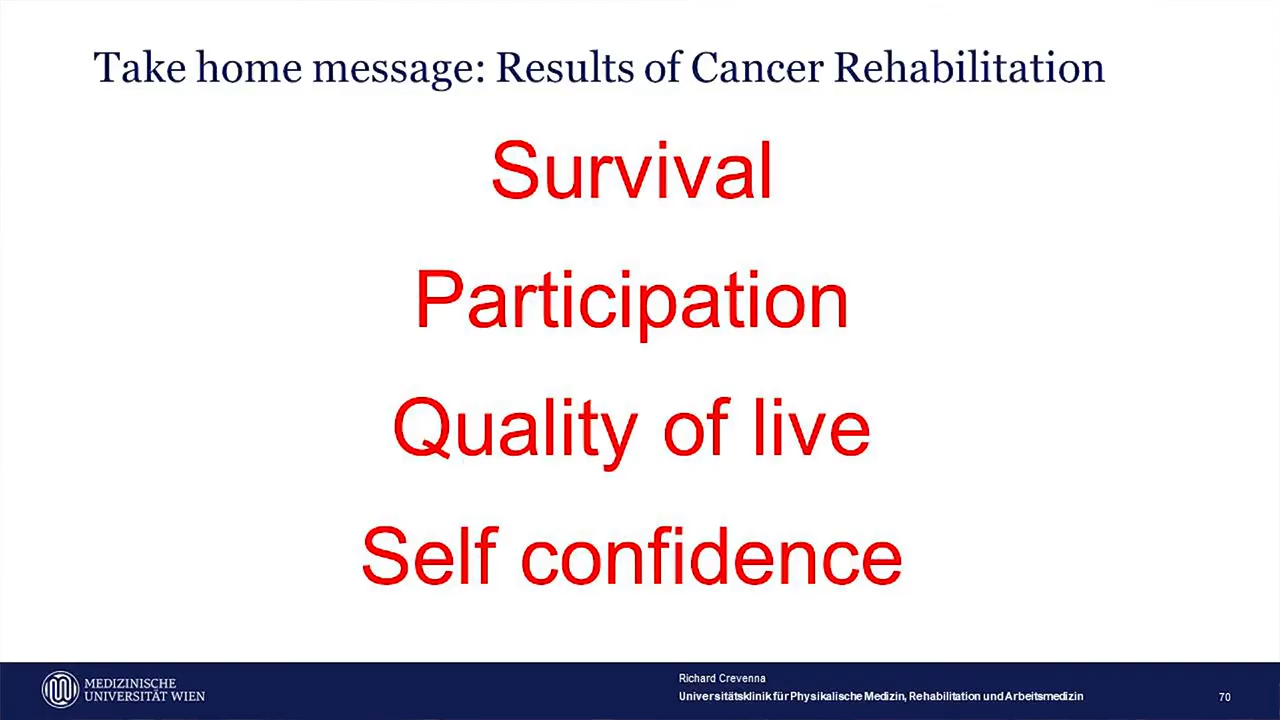 Take home message: Results of Cancer Rehabilitation
Survival
Participation
Quality of live
Self confidence
MEDIZINISCHE
UNIVERSITÄT WIEN
Richard Crevenna
Universitätsklinik für Physikalische Medizin, Rehabilitation und Arbeitsmedizin
70